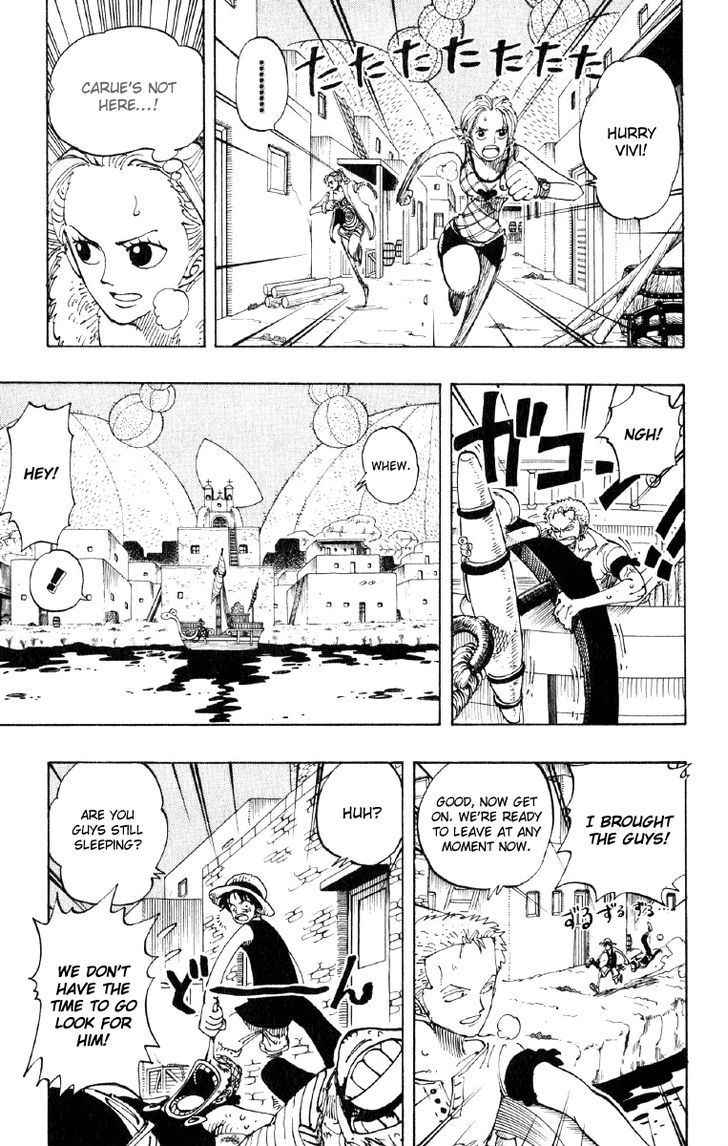 HURRY
VIVI!
たたたたたたた
.........
CARUE'S NOT
HERE...!
NGH!
ガコ
!!
WHEW.
HEY!
!
I BROUGHT
THE GUYS!
ずる
ずる
GOOD, NOW GET
ON. WE'RE READY
TO LEAVE AT ANY
MOMENT NOW.
HUH?
ARE YOU
GUYS STILL
SLEEPING?
どーん
WE DON'T
HAVE THE
TIME TO GO
LOOK FOR
HIM!